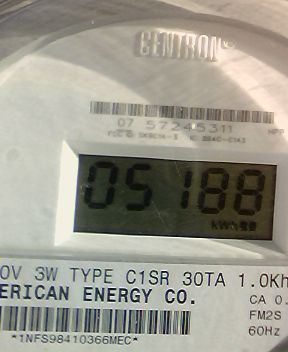 CENTRON®
07 57245311
05188
kWh
0V 3W TYPE C1SR 30TA 1.0Kh
ERICAN ENERGY CO.
CA 0.
FM2S
60Hz
*1NFS98410366MEC*